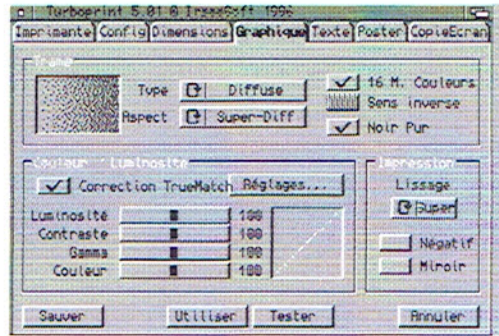 Turboprint 5.01 © IrseeSoft 1996
Imprimante Config Dimensions Graphique Texte Poster CopieEcran
Trame
Type Diffuse
Aspect Super-Diff
16 M. Couleurs
Sens inverse
Noir Pur
Couleur / Luminosité
Correction TrueMatch Réglages...
Luminosité 100
Contraste 100
Gamma 100
Couleur 100
Impression
Lissage
Super
Négatif
Miroir
Sauver Utiliser Tester Annuler